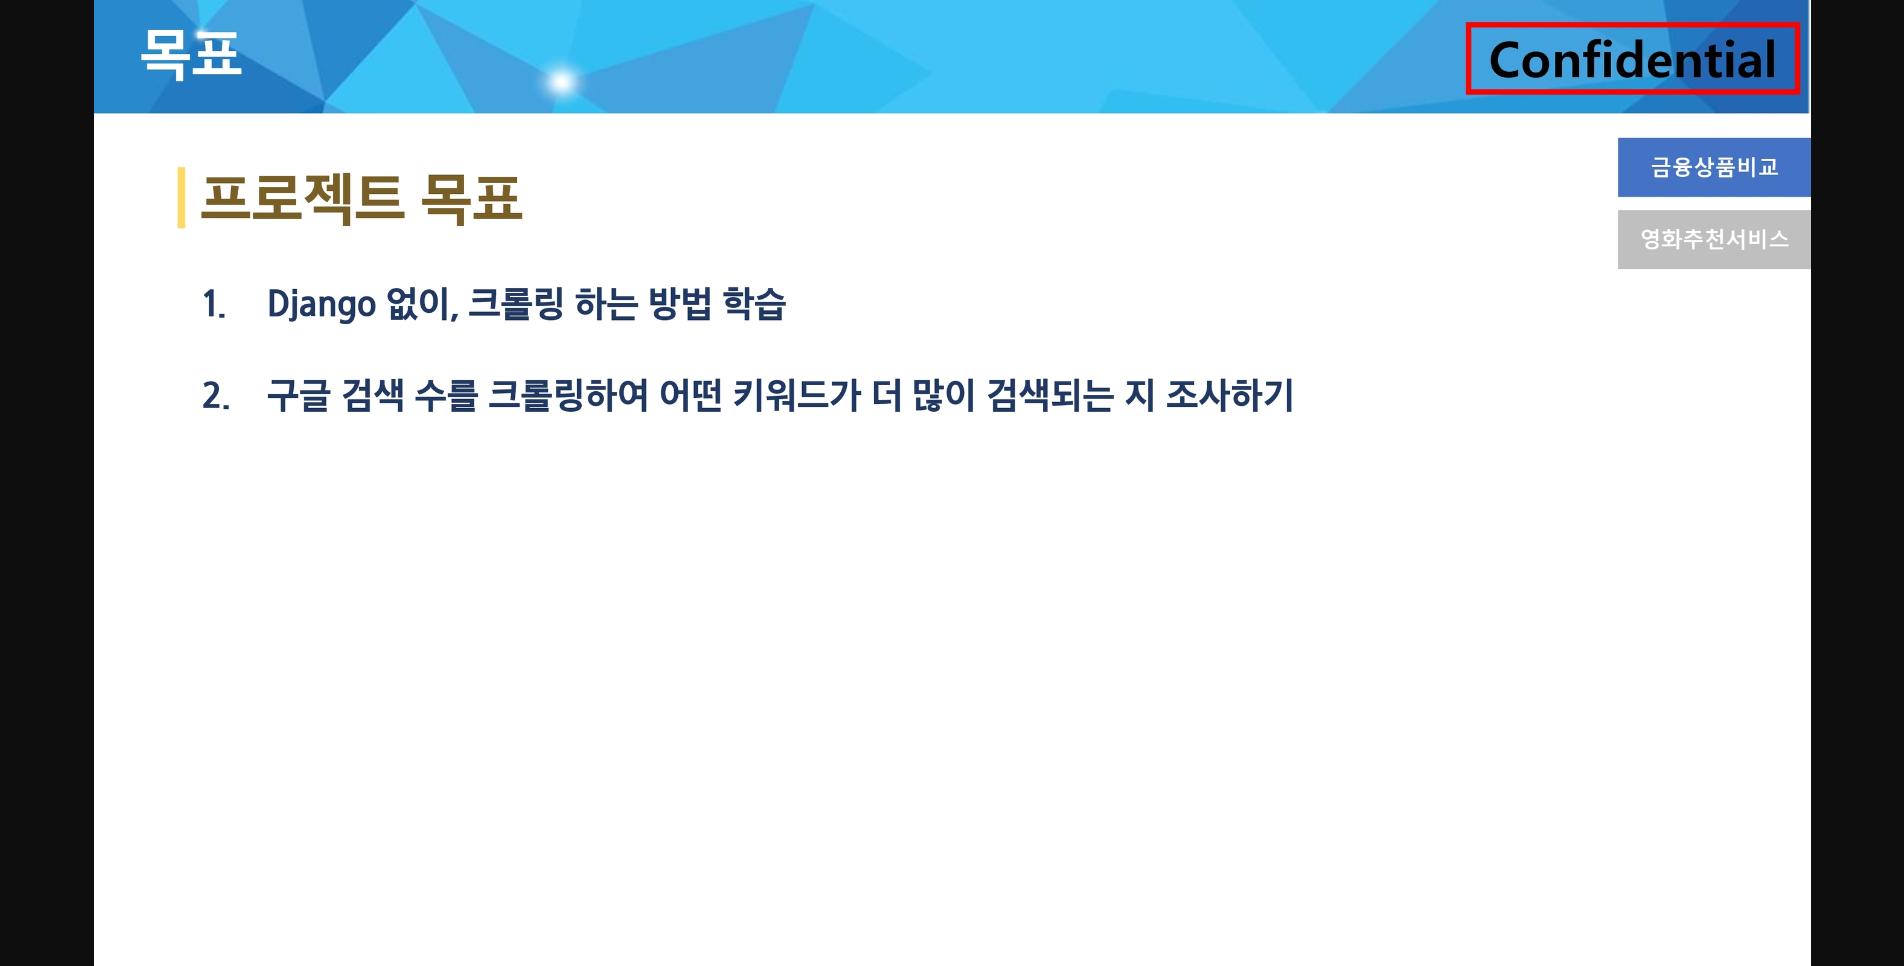 목표
Confidential
금융상품비교
영화추천서비스
프로젝트 목표
1. Django 없이, 크롤링 하는 방법 학습
2. 구글 검색 수를 크롤링하여 어떤 키워드가 더 많이 검색되는 지 조사하기